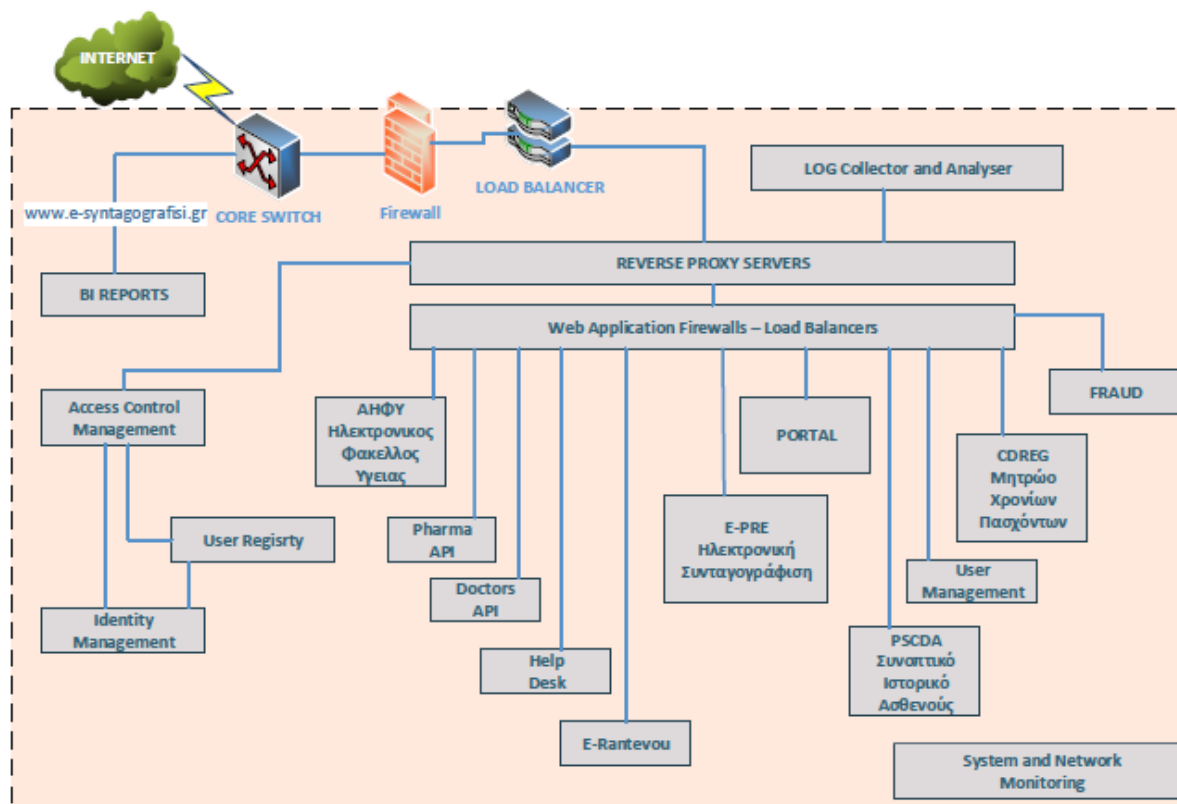 INTERNET
LOG Collector and Analyser
LOAD BALANCER
www.e-syntagografisi.gr
CORE SWITCH
Firewall
REVERSE PROXY SERVERS
BI REPORTS
Web Application Firewalls – Load Balancers
FRAUD
Access Control
Management
ΑΗΦΥ
Ηλεκτρονικος
Φακελλος
Υγειας
PORTAL
CDREG
Μητρώο
Χρονίων
Πασχόντων
User Regisrty
Pharma
API
E-PRE
Ηλεκτρονική
Συνταγογράφιση
Doctors
API
User
Management
Identity
Management
Help
Desk
PSCDA
Συνοπτικό
Ιστορικό
Ασθενούς
E-Rantevou
System and Network
Monitoring